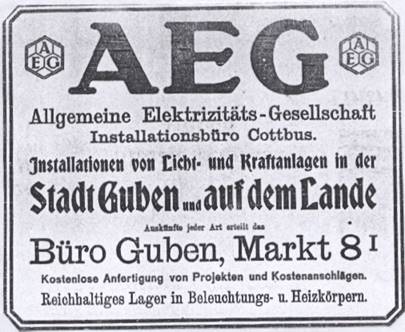 AEG
A
EG
A
EG
Allgemeine Elektrizitäts-Gesellschaft
Installationsbüro Cottbus.
Installationen von Licht- und Kraftanlagen in der
Stadt Guben und auf dem Lande
Auskünfte jeder Art erteilt das
Büro Guben, Markt 8 I
Kostenlose Anfertigung von Projekten und Kostenanschlägen.
Reichhaltiges Lager in Beleuchtungs- u. Heizkörpern.